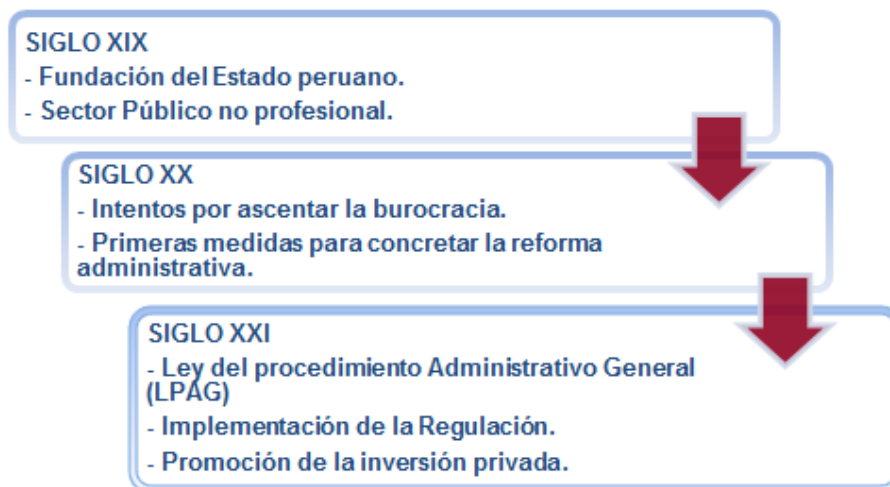 SIGLO XIX
- Fundación del Estado peruano.
- Sector Público no profesional.
SIGLO XX
- Intentos por ascentar la burocracia.
- Primeras medidas para concretar la reforma
administrativa.
SIGLO XXI
- Ley del procedimiento Administrativo General
(LPAG)
- Implementación de la Regulación.
- Promoción de la inversión privada.